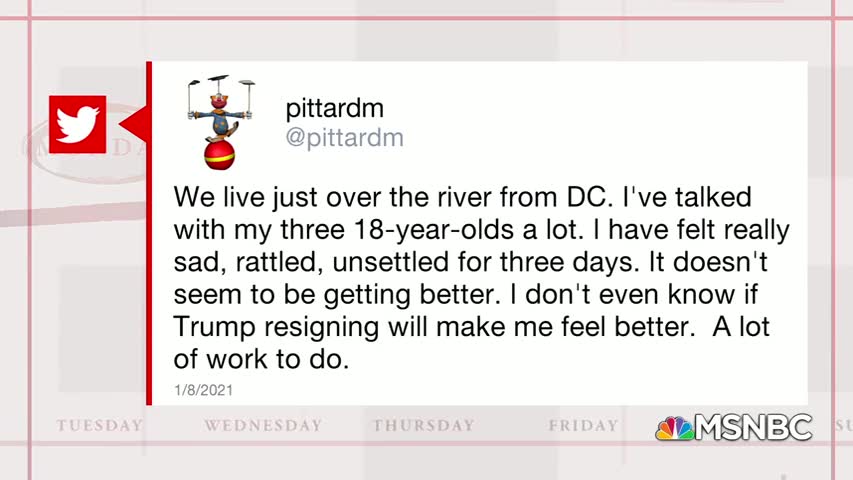 pittardm
@pittardm
We live just over the river from DC. I've talked
with my three 18-year-olds a lot. I have felt really
sad, rattled, unsettled for three days. It doesn't
seem to be getting better. I don't even know if
Trump resigning will make me feel better.  A lot
of work to do.
1/8/2021
TUESDAY WEDNESDAY THURSDAY FRIDAY
MSNBC